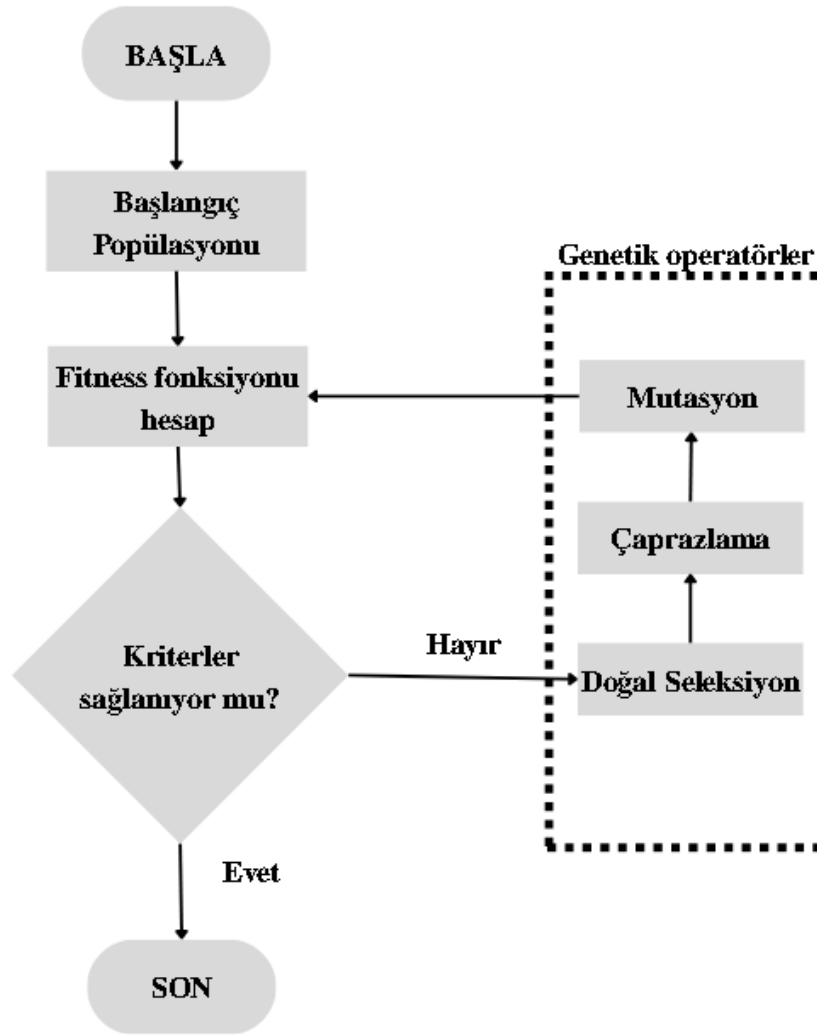 BAŞLA
Başlangıç
Popülasyonu
Genetik operatörler
Fitness fonksiyonu
hesap
Mutasyon
Çaprazlama
Kriterler
sağlanıyor mu?
Hayır
Doğal Seleksiyon
Evet
SON